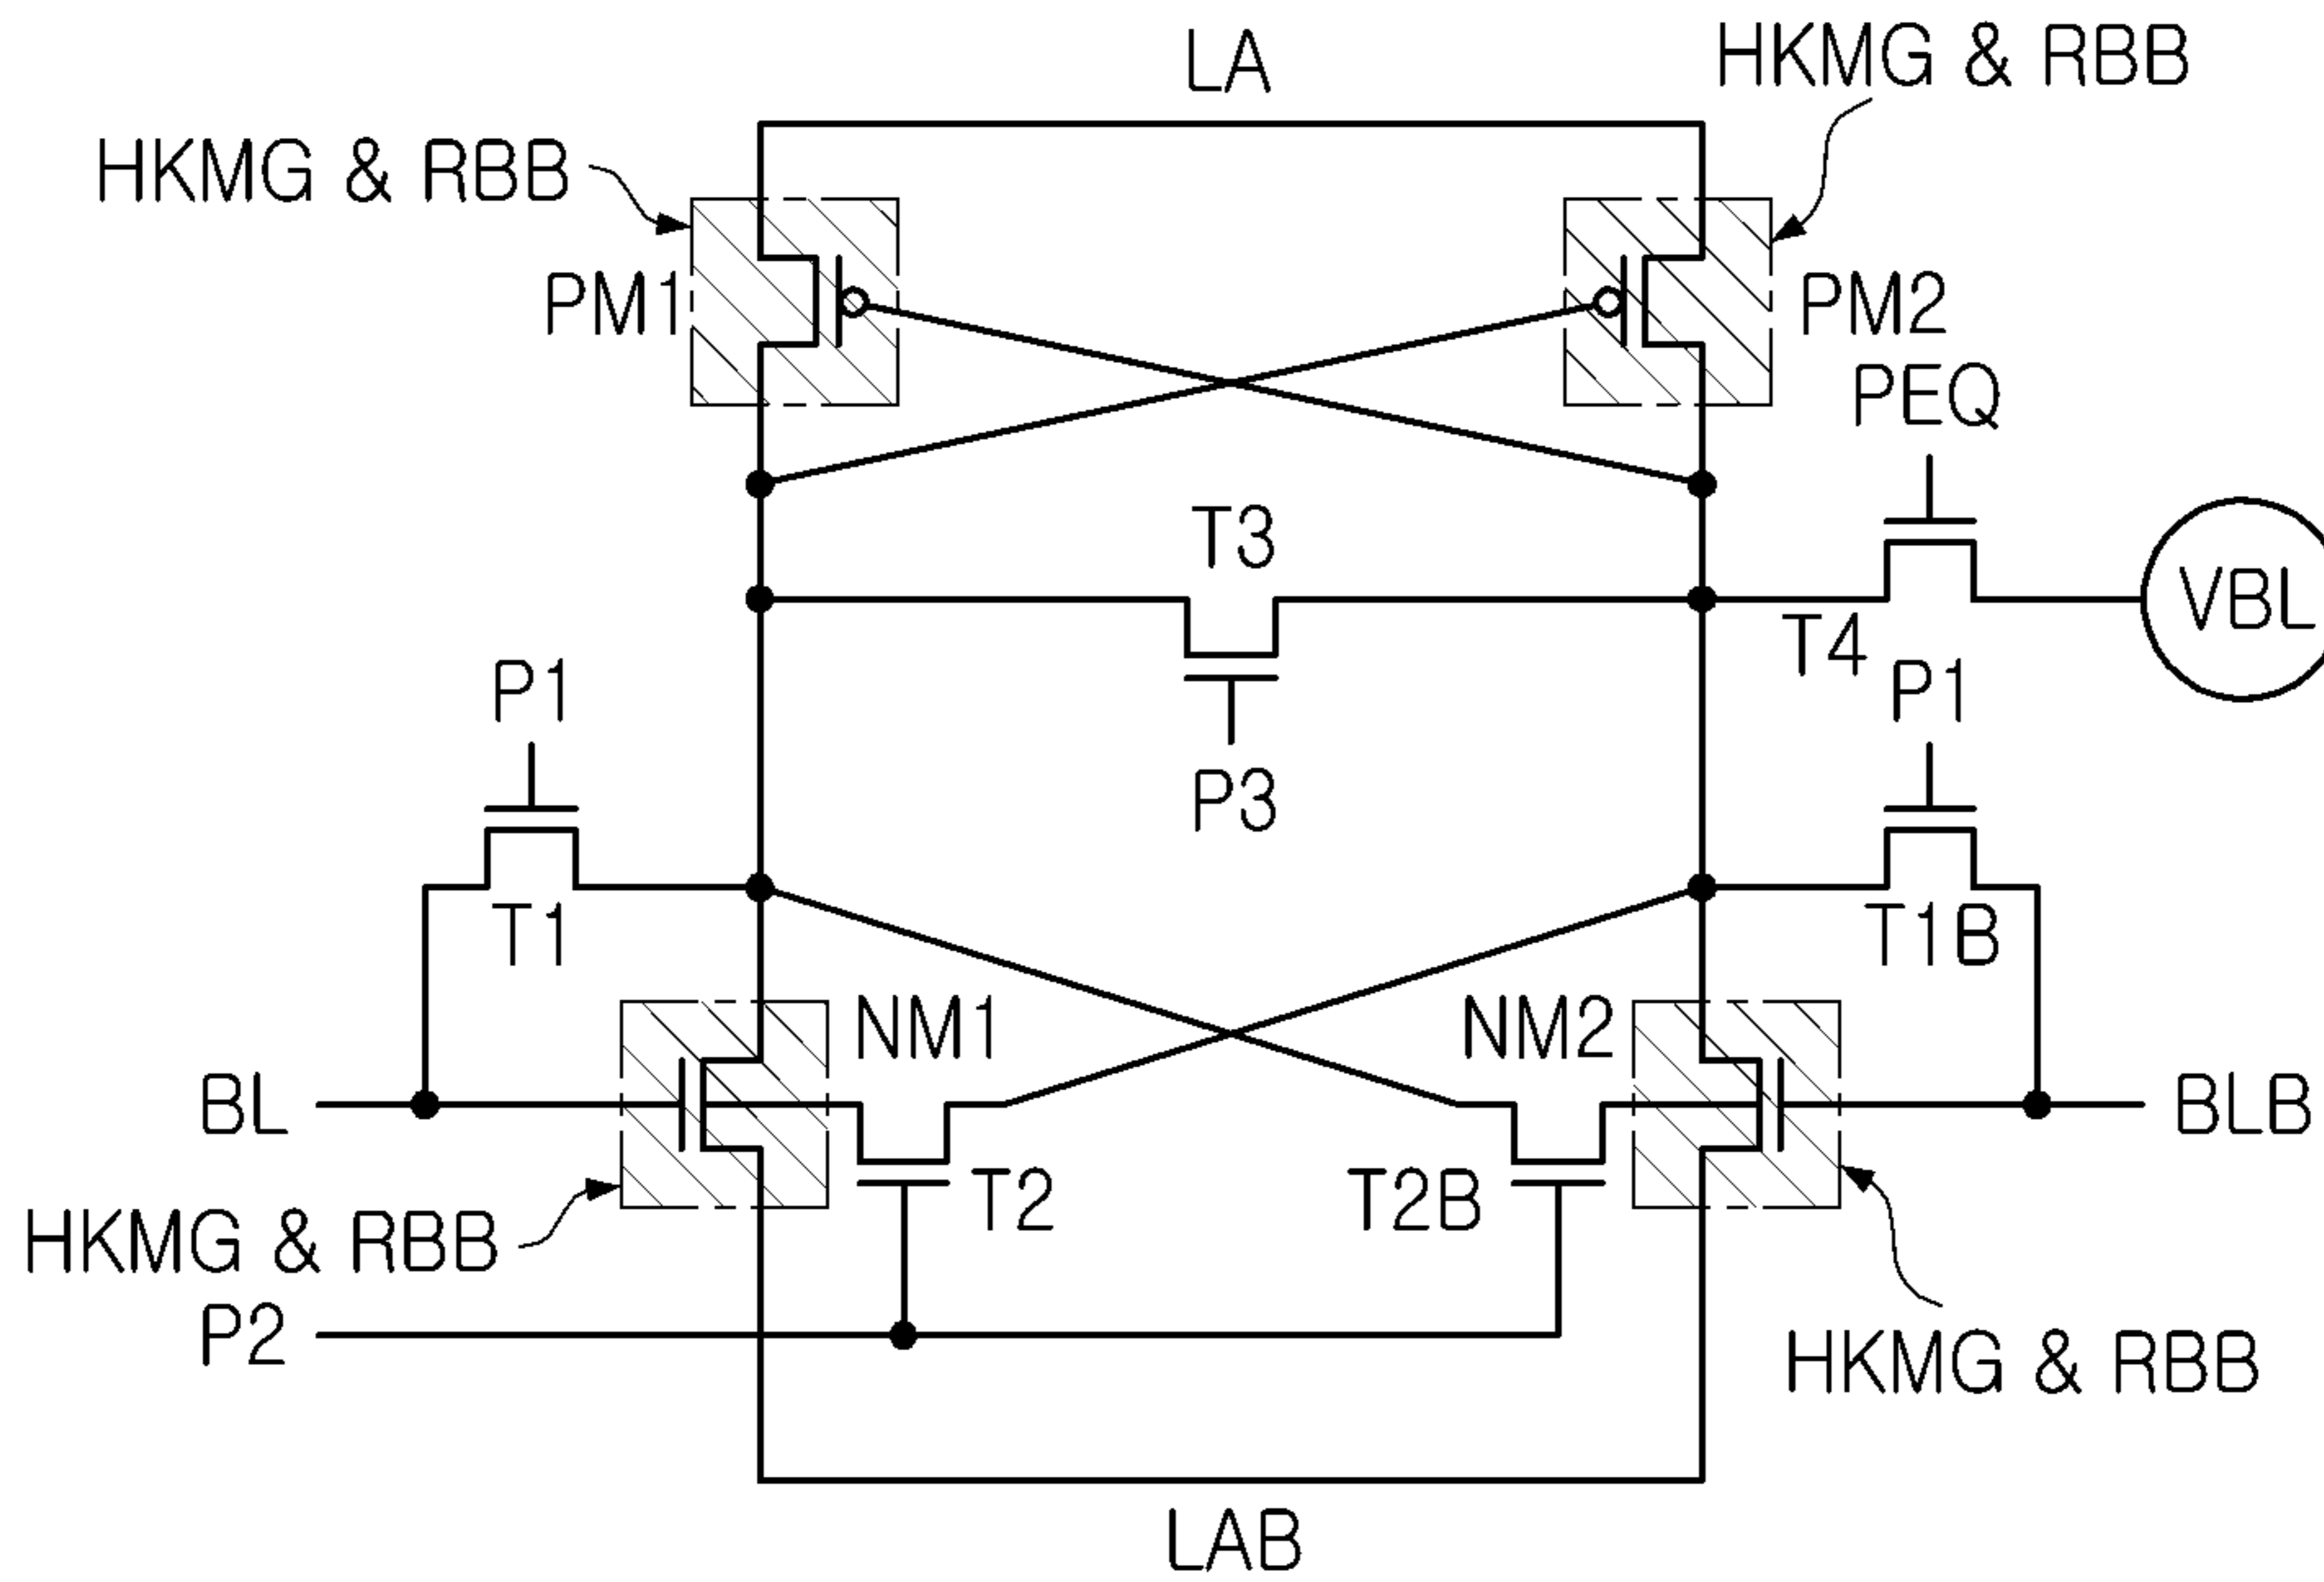 LA
HKMG & RBB
HKMG & RBB
PM1
PM2
PEQ
T3
VBL
T4
P1
P1
P3
T1
T1B
NM1
NM2
BL
BLB
T2
T2B
HKMG & RBB
P2
HKMG & RBB
LAB